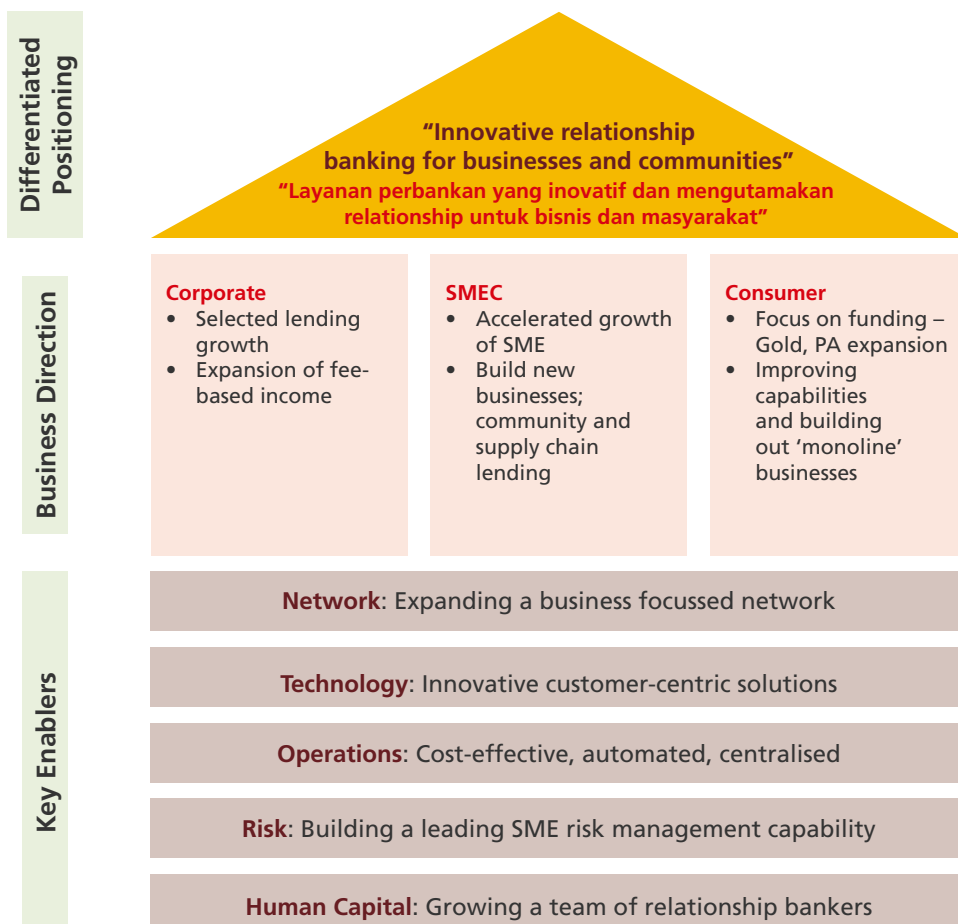 Differentiated
Positioning
“Innovative relationship
banking for businesses and communities”
“Layanan perbankan yang inovatif dan mengutamakan
relationship untuk bisnis dan masyarakat”
Business Direction
Corporate
• Selected lending
growth
• Expansion of fee-
based income
SMEC
• Accelerated growth
of SME
• Build new
businesses;
community and
supply chain
lending
Consumer
• Focus on funding –
Gold, PA expansion
• Improving
capabilities
and building
out ‘monoline’
businesses
Key Enablers
Network: Expanding a business focussed network
Technology: Innovative customer-centric solutions
Operations: Cost-effective, automated, centralised
Risk: Building a leading SME risk management capability
Human Capital: Growing a team of relationship bankers